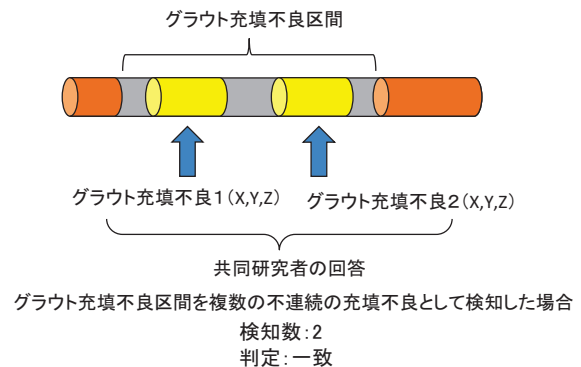 グラウト充填不良区間
グラウト充填不良1(X,Y,Z)
グラウト充填不良2(X,Y,Z)
共同研究者の回答
グラウト充填不良区間を複数の不連続の充填不良として検知した場合
検知数:2
判定:一致